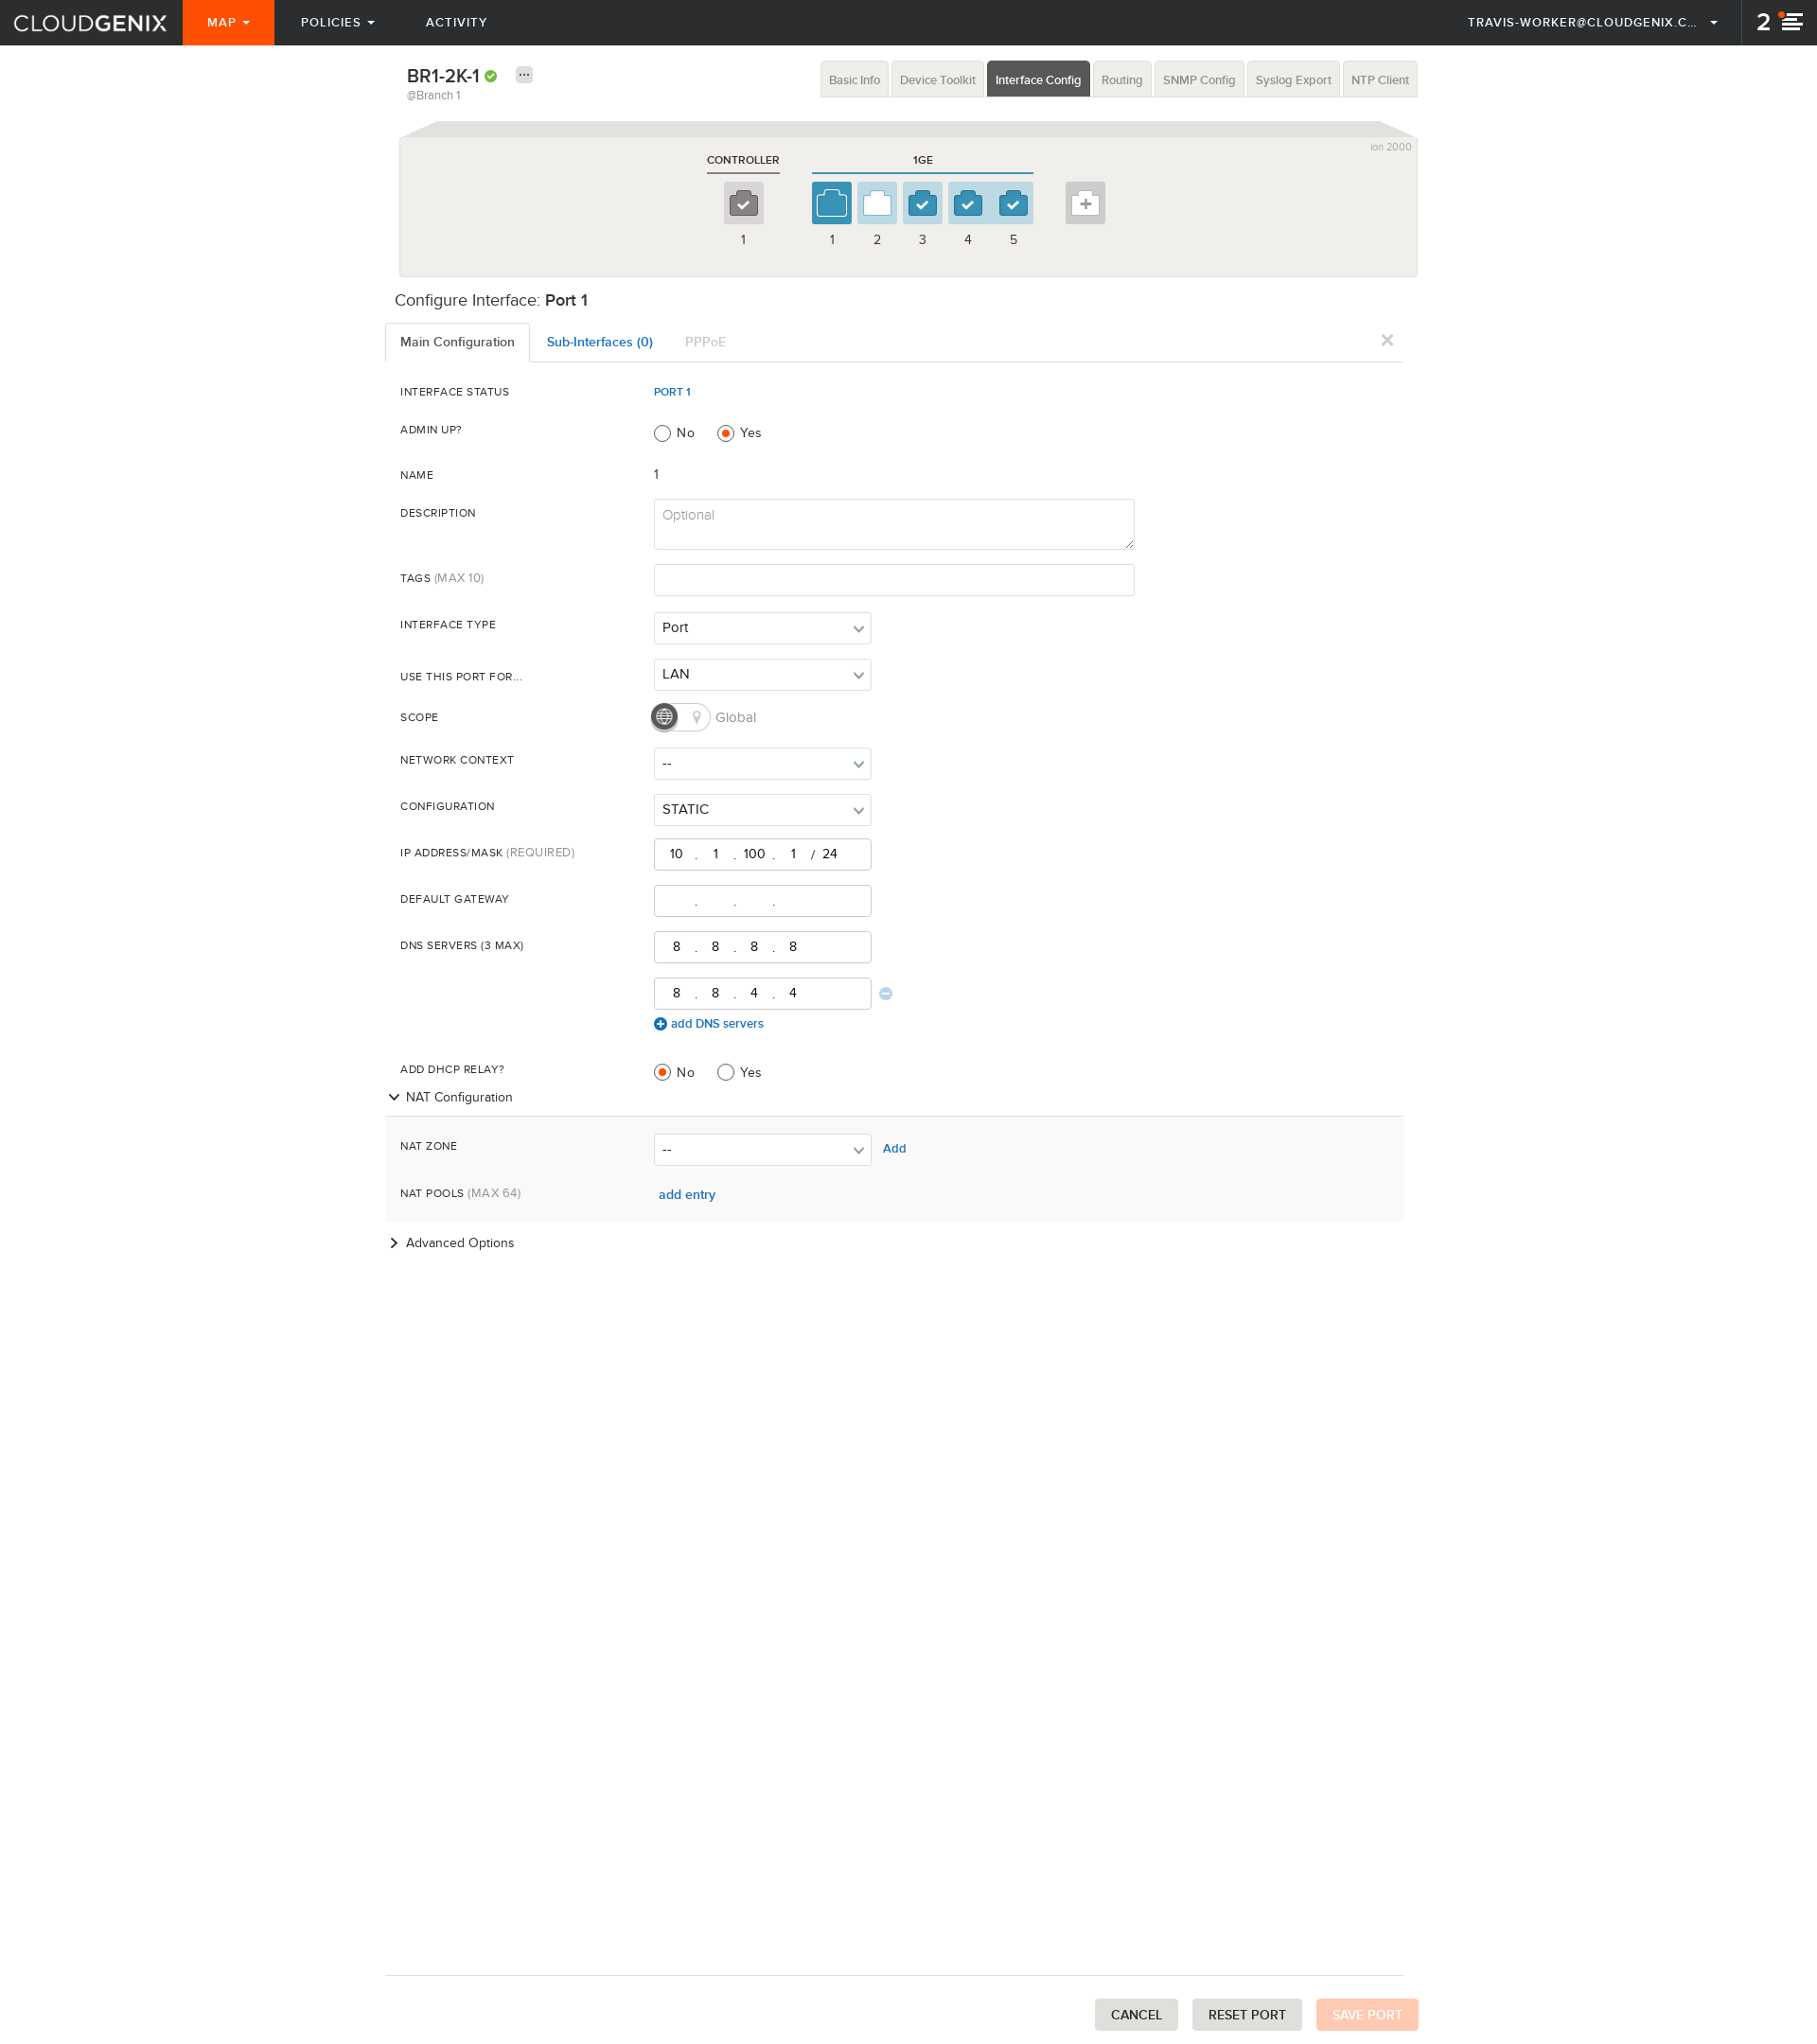 CLOUDGENIX MAP POLICIES ACTIVITY TRAVIS-WORKER@CLOUDGENIX.C... 2
BR1-2K-1 ...
@Branch 1
Basic Info Device Toolkit Interface Config Routing SNMP Config Syslog Export NTP Client
ion 2000
CONTROLLER 1GE
1 1 2 3 4 5
Configure Interface: Port 1
Main Configuration Sub-Interfaces (0) PPPoE
INTERFACE STATUS PORT 1
ADMIN UP? No Yes
NAME 1
DESCRIPTION Optional
TAGS (MAX 10)
INTERFACE TYPE Port
USE THIS PORT FOR... LAN
SCOPE Global
NETWORK CONTEXT --
CONFIGURATION STATIC
IP ADDRESS/MASK (REQUIRED) 10 . 1 . 100 . 1 / 24
DEFAULT GATEWAY . . .
DNS SERVERS (3 MAX) 8 . 8 . 8 . 8
8 . 8 . 4 . 4
add DNS servers
ADD DHCP RELAY? No Yes
NAT Configuration
NAT ZONE -- Add
NAT POOLS (MAX 64) add entry
Advanced Options
CANCEL RESET PORT SAVE PORT